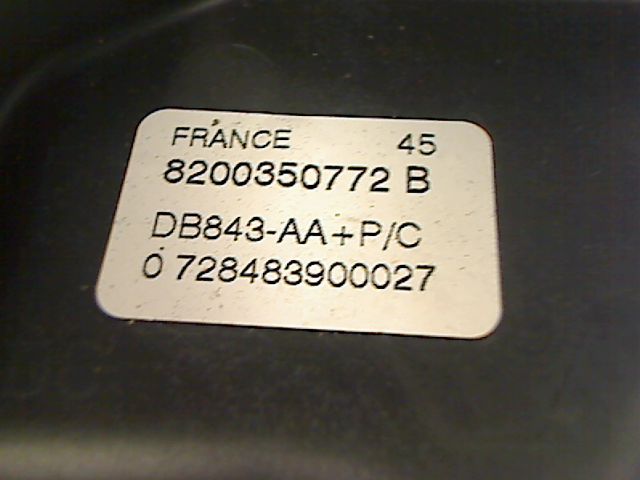 FRANCE 45
8200350772 B
DB843-AA+P/C
0 728483900027